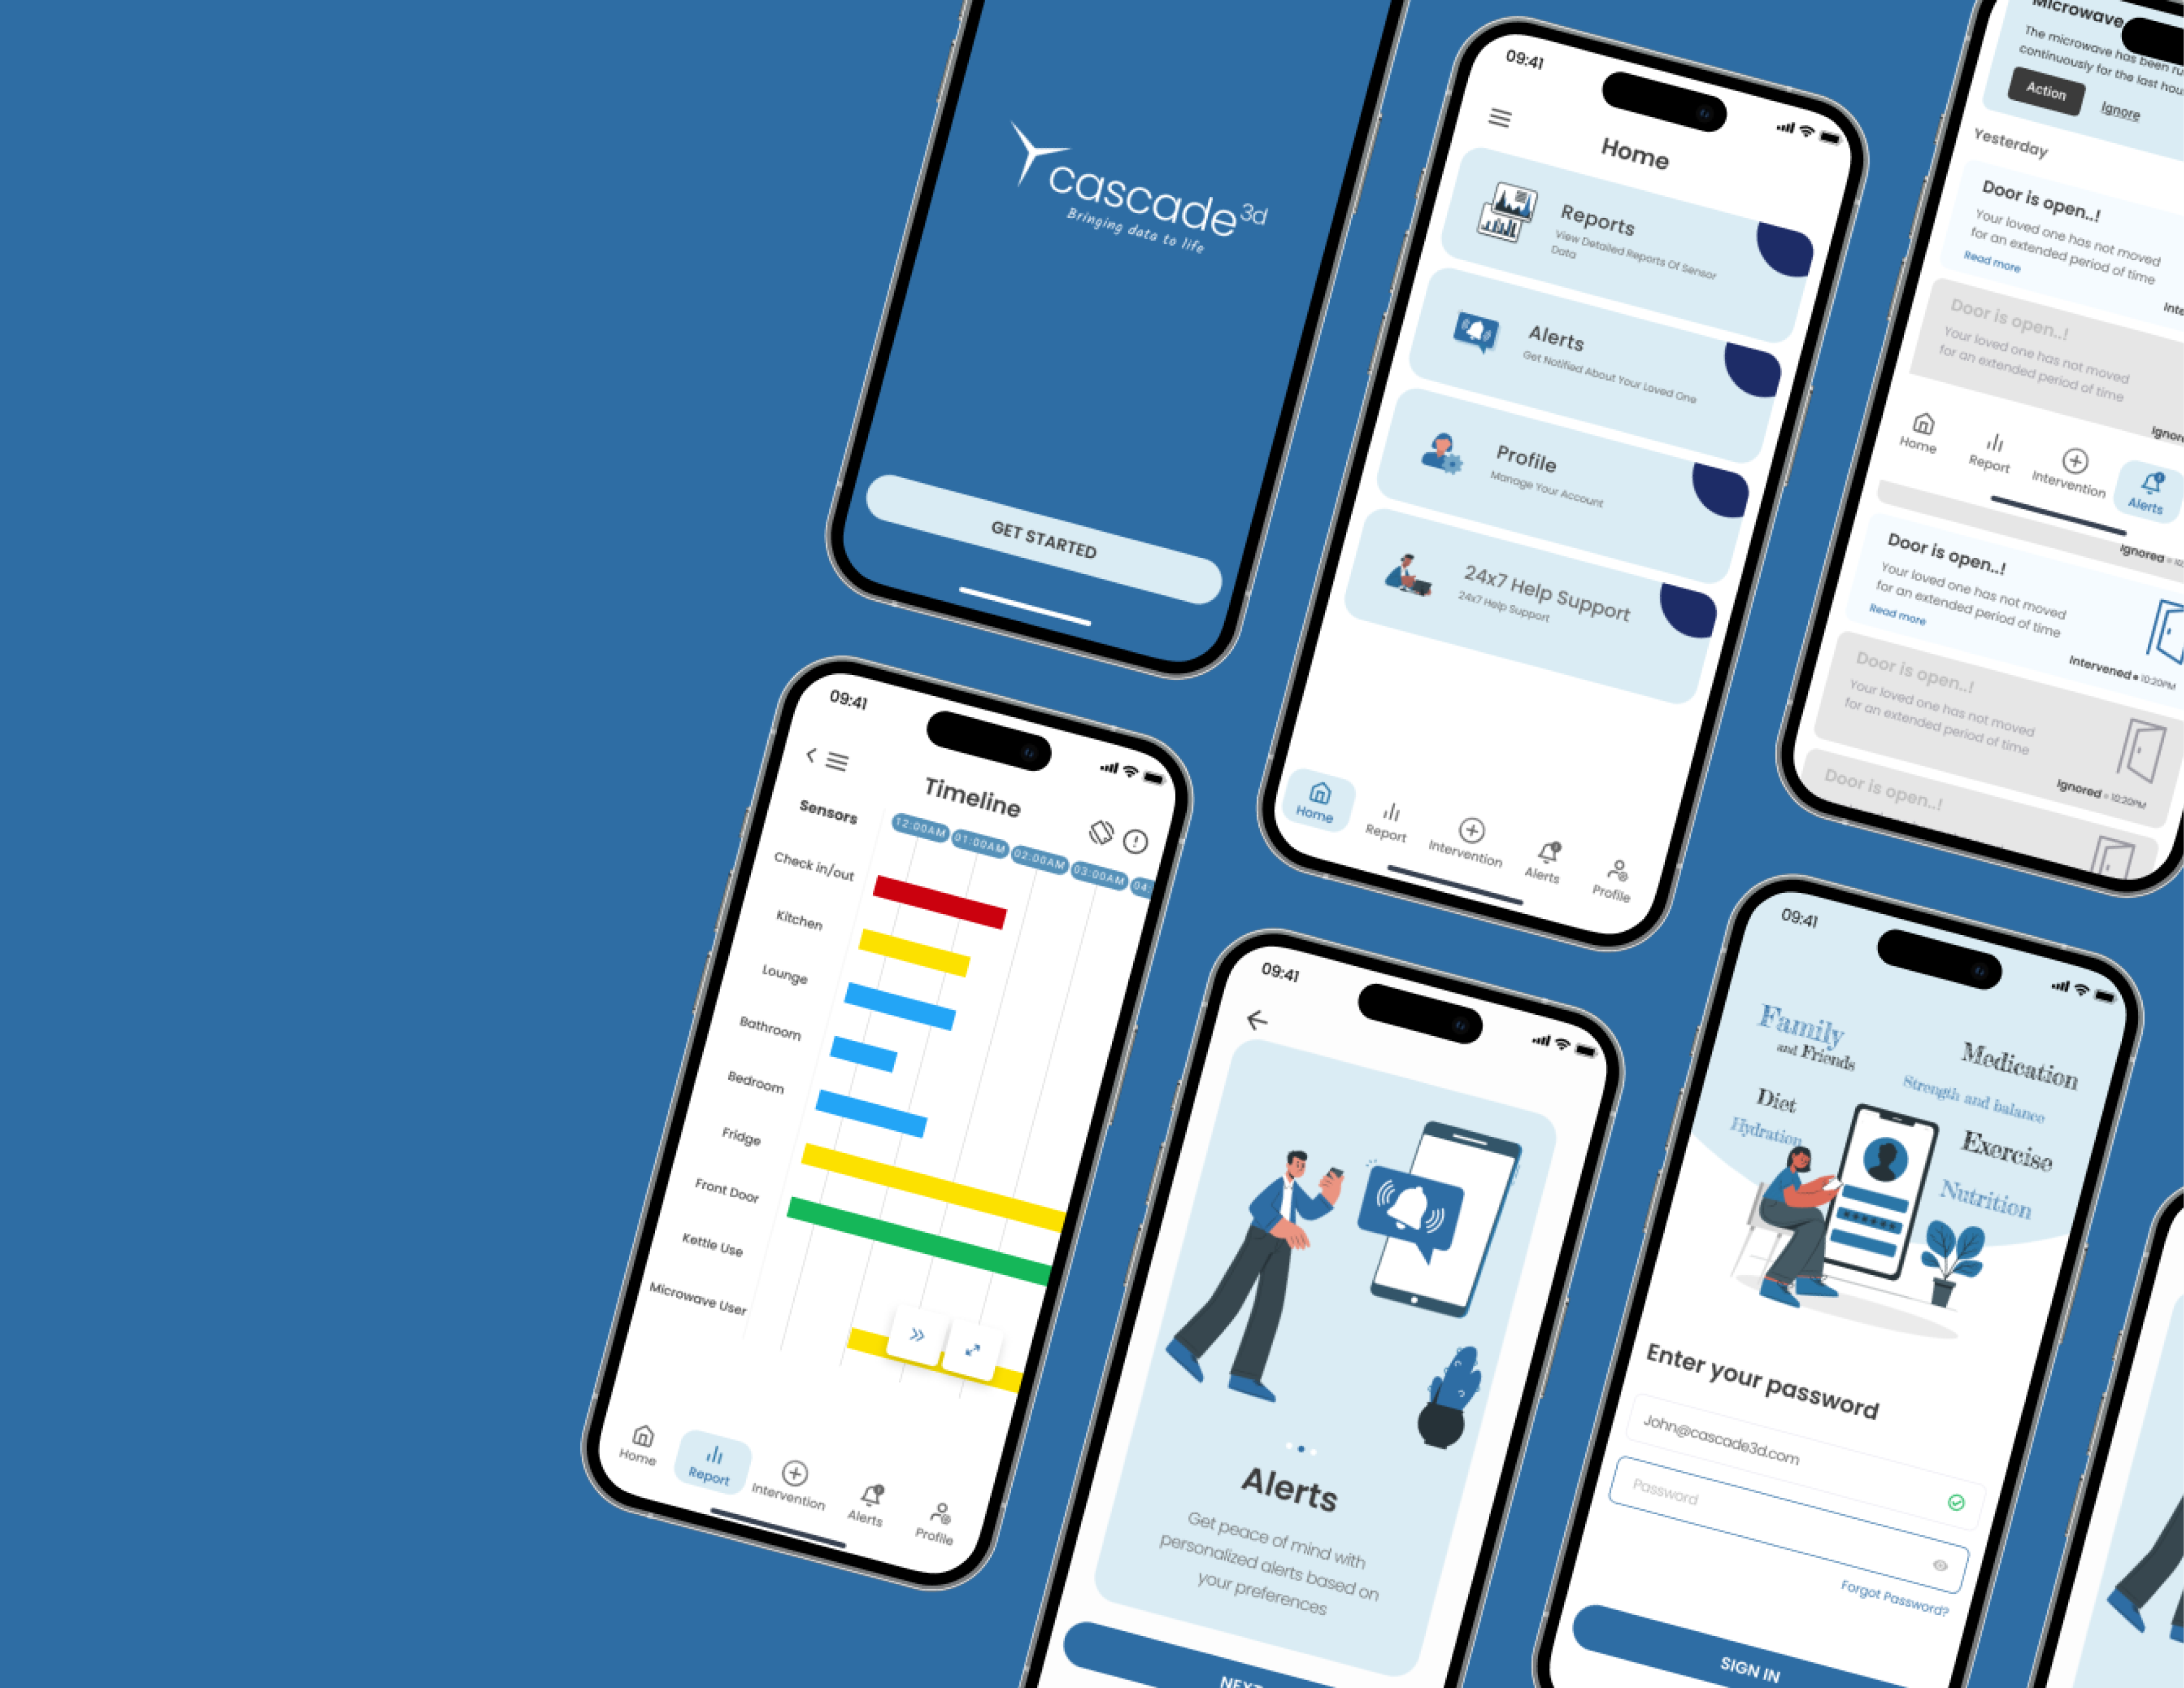 cascade 3d
Bringing data to life
GET STARTED
09:41
Home
Reports
View Detailed Reports Of Sensor
Data
Alerts
Get Notified About Your Loved One
Profile
Manage Your Account
24x7 Help Support
24x7 Help Support
Home
Report
Intervention
Alerts
Profile
Microwave
The microwave has been
continuously for the last
Action
Ignore
Yesterday
Door is open..!
Your loved one has not moved
for an extended period of time
Read more
Door is open..!
Your loved one has not moved
for an extended period of time
Home
Report
Intervention
Alerts
Ignored
Door is open..!
Your loved one has not moved
for an extended period of time
Read more
Intervened 10:20PM
Door is open..!
Your loved one has not moved
for an extended period of time
Ignored 10:20PM
Door is open..!
09:41
Timeline
Sensors
12:00AM 01:00AM 02:00AM 03:00AM 04:
Check in/out
Kitchen
Lounge
Bathroom
Bedroom
Fridge
Front Door
Kettle Use
Microwave User
Home
Report
Intervention
Alerts
Profile
09:41
Alerts
Get peace of mind with
personalized alerts based on
your preferences
NEXT
09:41
Family
and Friends
Medication
Strength and balance
Diet
Hydration
Exercise
Nutrition
Enter your password
John@cascade3d.com
Password
Forgot Password?
SIGN IN